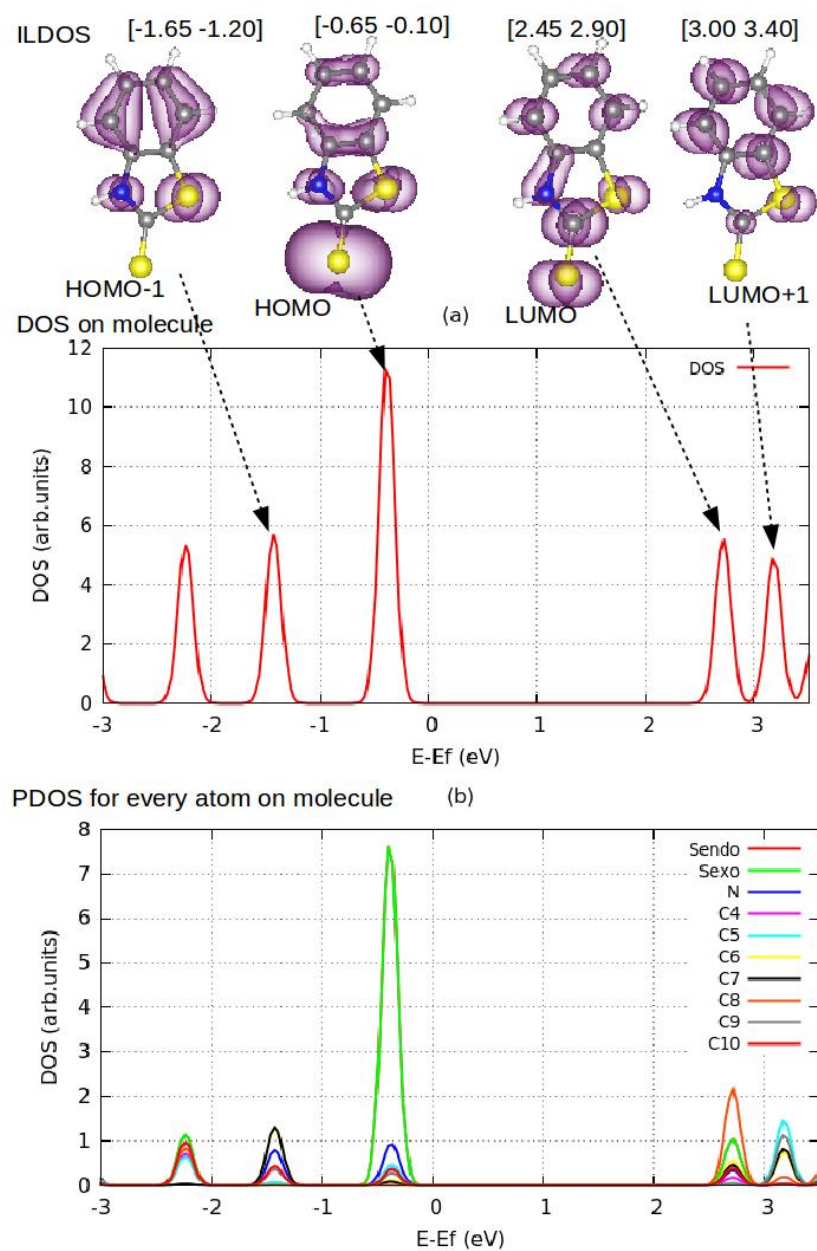 ILDOS [-1.65 -1.20] [-0.65 -0.10] [2.45 2.90] [3.00 3.40]
HOMO-1 HOMO LUMO LUMO+1
(a)
DOS on molecule
12
10
8
6
4
2
0
DOS (arb.units)
DOS
-3 -2 -1 0 1 2 3
E-Ef (eV)
PDOS for every atom on molecule (b)
8
7
6
5
4
3
2
1
0
DOS (arb.units)
Sendo
Sexo
N
C4
C5
C6
C7
C8
C9
C10
-3 -2 -1 0 1 2 3
E-Ef (eV)